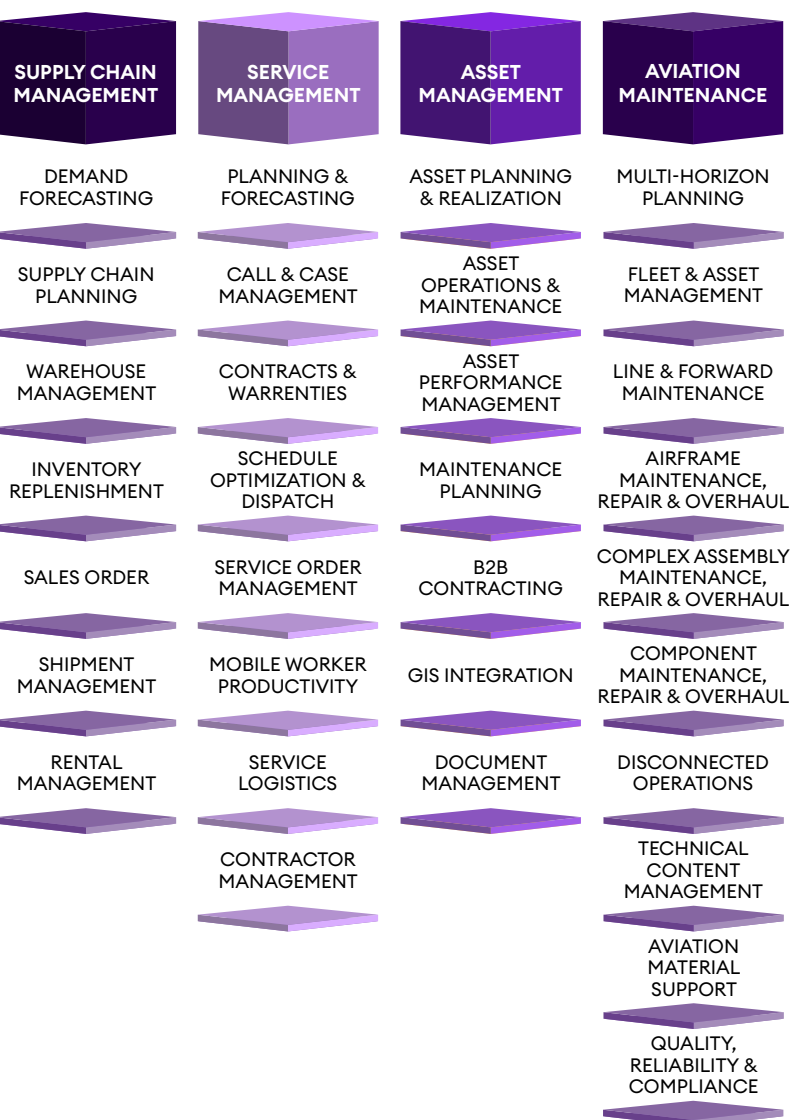 SUPPLY CHAIN
MANAGEMENT
DEMAND
FORECASTING
SUPPLY CHAIN
PLANNING
WAREHOUSE
MANAGEMENT
INVENTORY
REPLENISHMENT
SALES ORDER
SHIPMENT
MANAGEMENT
RENTAL
MANAGEMENT
SERVICE
MANAGEMENT
PLANNING &
FORECASTING
CALL & CASE
MANAGEMENT
CONTRACTS &
WARRENTIES
SCHEDULE
OPTIMIZATION &
DISPATCH
SERVICE ORDER
MANAGEMENT
MOBILE WORKER
PRODUCTIVITY
SERVICE
LOGISTICS
CONTRACTOR
MANAGEMENT
ASSET
MANAGEMENT
ASSET PLANNING
& REALIZATION
ASSET
OPERATIONS &
MAINTENANCE
ASSET
PERFORMANCE
MANAGEMENT
MAINTENANCE
PLANNING
B2B
CONTRACTING
GIS INTEGRATION
DOCUMENT
MANAGEMENT
AVIATION
MAINTENANCE
MULTI-HORIZON
PLANNING
FLEET & ASSET
MANAGEMENT
LINE & FORWARD
MAINTENANCE
AIRFRAME
MAINTENANCE,
REPAIR & OVERHAUL
COMPLEX ASSEMBLY
MAINTENANCE,
REPAIR & OVERHAUL
COMPONENT
MAINTENANCE,
REPAIR & OVERHAUL
DISCONNECTED
OPERATIONS
TECHNICAL
CONTENT
MANAGEMENT
AVIATION
MATERIAL
SUPPORT
QUALITY,
RELIABILITY &
COMPLIANCE